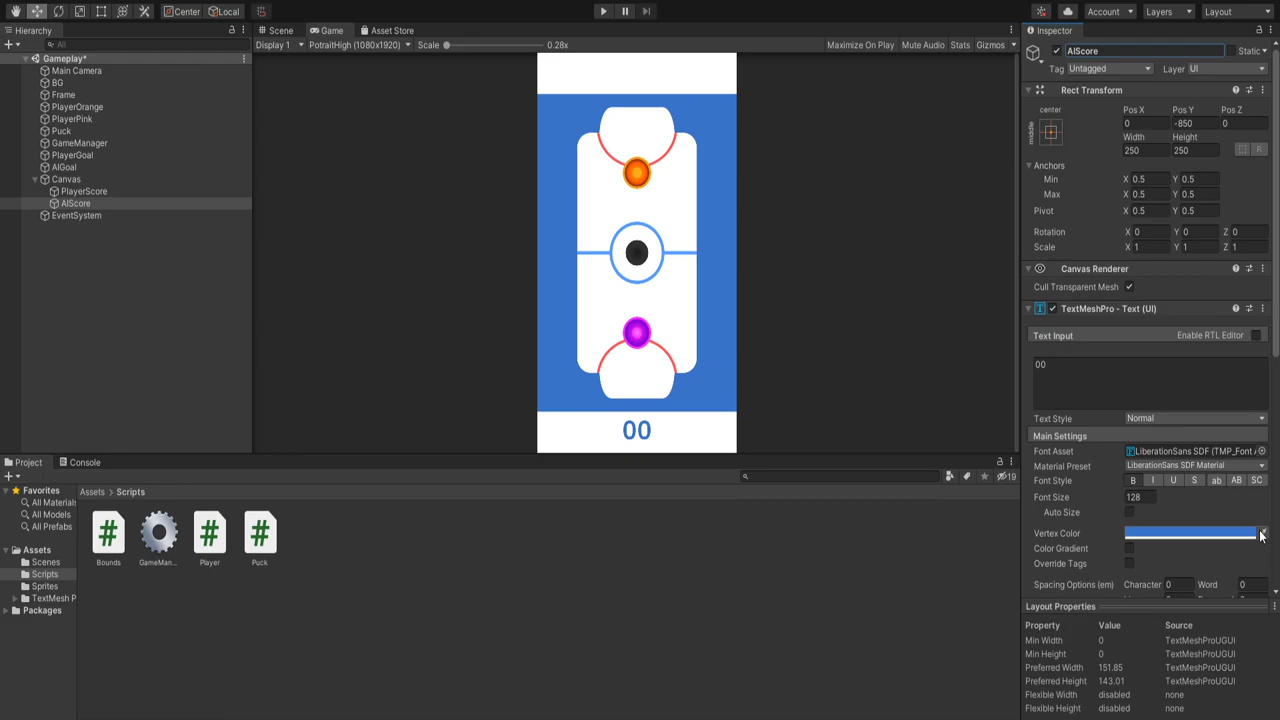 Center Local Account Layers Layout
Hierarchy Scene Game Asset Store Inspector
All Display 1 PotraitHigh (1080x1920) Scale 0.28x Maximize On Play Mute Audio Stats Gizmos
AIScore Static
Tag Untagged Layer UI
Gameplay*
Main Camera
BG
Frame
PlayerOrange
PlayerPink
Puck
GameManager
PlayerGoal
AIGoal
Canvas
PlayerScore
AIScore
EventSystem
00
Rect Transform
center Pos X Pos Y Pos Z
middle 0 -850 0
Width Height
250 250 R
Anchors
Min X 0.5 Y 0.5
Max X 0.5 Y 0.5
Pivot X 0.5 Y 0.5
Rotation X 0 Y 0 Z 0
Scale X 1 Y 1 Z 1
Canvas Renderer
Cull Transparent Mesh
TextMeshPro - Text (UI)
Text Input Enable RTL Editor
00
Text Style Normal
Main Settings
Font Asset LiberationSans SDF (TMP_Font A
Material Preset LiberationSans SDF Material
Font Style B I U S ab AB SC
Font Size 128
Auto Size
Vertex Color
Color Gradient
Override Tags
Spacing Options (em) Character 0 Word 0
Layout Properties
Property Value Source
Min Width 0 TextMeshProUGUI
Min Height 0 TextMeshProUGUI
Preferred Width 151.85 TextMeshProUGUI
Preferred Height 143.01 TextMeshProUGUI
Flexible Width disabled none
Flexible Height disabled none
Project Console
19
Favorites
All Materials
All Models
All Prefabs
Assets
Scenes
Scripts
Sprites
TextMesh P
Packages
Assets Scripts
Bounds GameMan... Player Puck